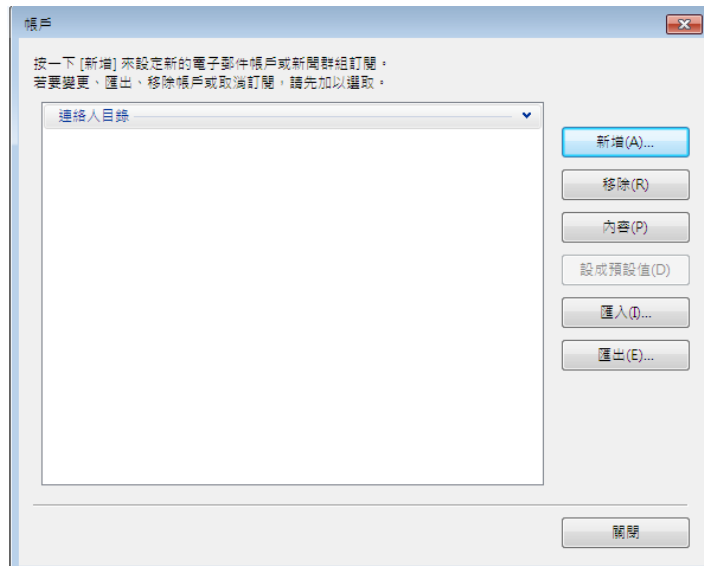 帳戶
按一下 [新增] 來設定新的電子郵件帳戶或新聞群組訂閱。
若要變更、匯出、移除帳戶或取消訂閱，請先加以選取。
連絡人目錄
新增(A)...
移除(R)
內容(P)
設成預設值(D)
匯入(I)...
匯出(E)...
關閉